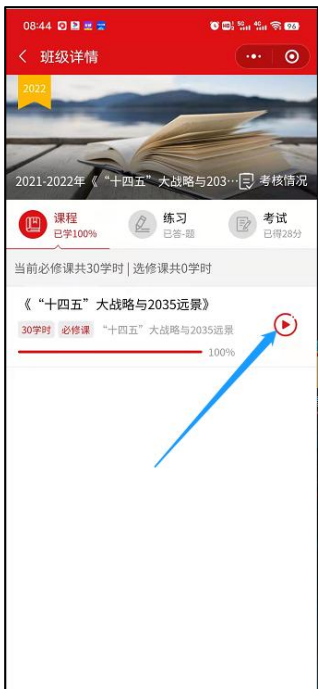 08:44
班级详情
2022
2021-2022年《“十四五”大战略与203… 考核情况
课程 练习 考试
已学100% 已答-题 已得28分
当前必修课共30学时 | 选修课共0学时
《“十四五”大战略与2035远景》
30学时 必修课 “十四五”大战略与2035远景
100%